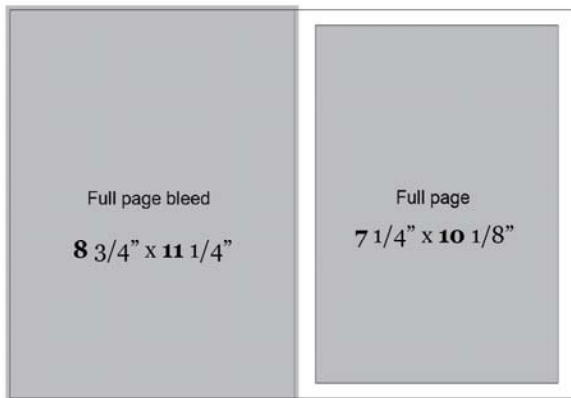 Full page bleed
8 3/4” x 11 1/4”
Full page
7 1/4” x 10 1/8”